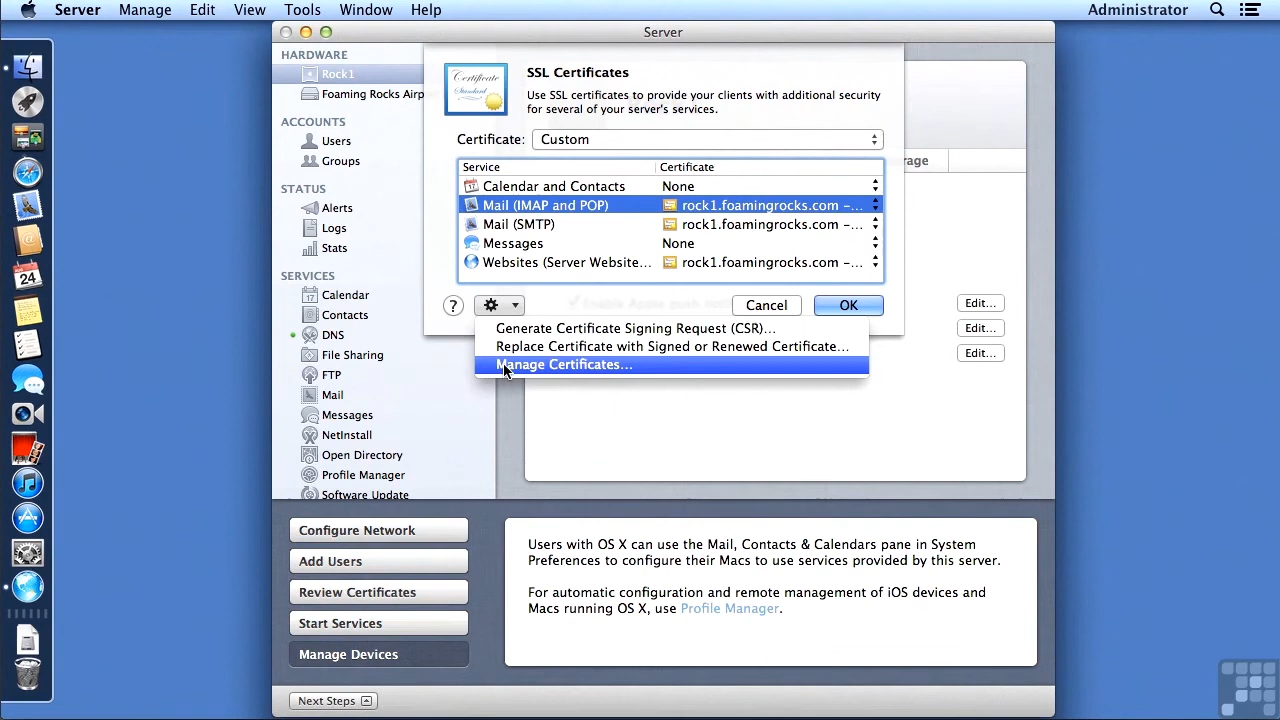 Server Manage Edit View Tools Window Help Administrator
Server
HARDWARE
Rock1
Foaming Rocks Airp
ACCOUNTS
Users
Groups
STATUS
Alerts
Logs
Stats
SERVICES
Calendar
Contacts
DNS
File Sharing
FTP
Mail
Messages
NetInstall
Open Directory
Profile Manager
Software Update
Certificate
Standard
SSL Certificates
Use SSL certificates to provide your clients with additional security
for several of your server's services.
Certificate: Custom
Service Certificate
Calendar and Contacts None
Mail (IMAP and POP) rock1.foamingrocks.com –...
Mail (SMTP) rock1.foamingrocks.com –...
Messages None
Websites (Server Website... rock1.foamingrocks.com –...
? Cancel OK
Generate Certificate Signing Request (CSR)...
Replace Certificate with Signed or Renewed Certificate...
Manage Certificates...
rage
Edit...
Edit...
Edit...
Configure Network
Add Users
Review Certificates
Start Services
Manage Devices
Users with OS X can use the Mail, Contacts & Calendars pane in System
Preferences to configure their Macs to use services provided by this server.
For automatic configuration and remote management of iOS devices and
Macs running OS X, use Profile Manager.
Next Steps
24